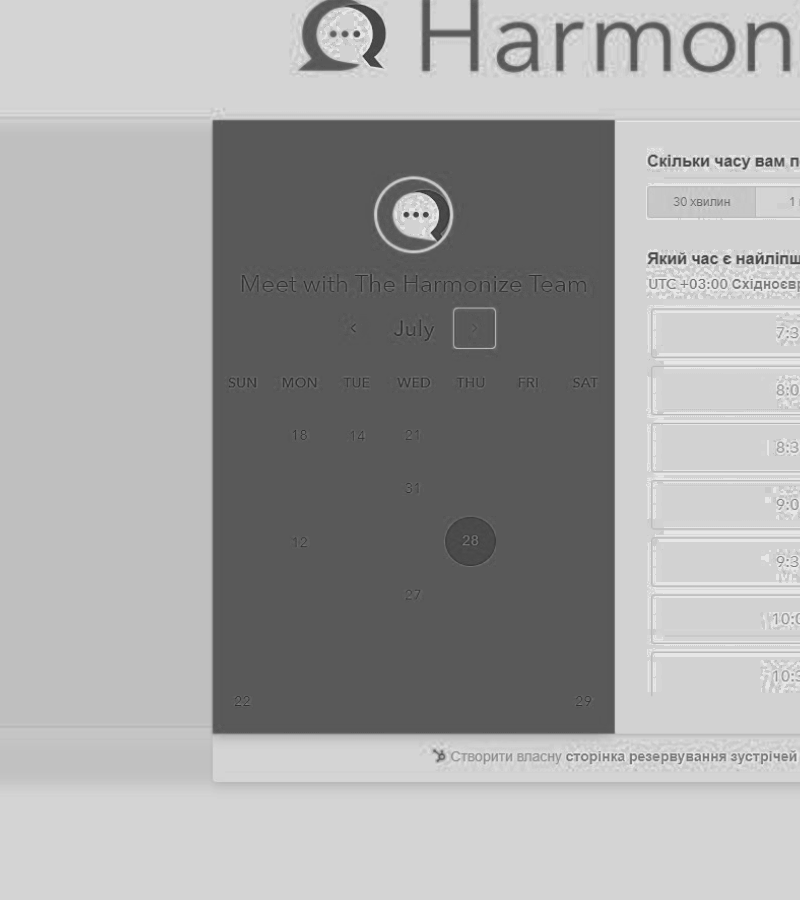 Harmon
Meet with The Harmonize Team
July
SUN MON TUE WED THU FRI SAT
18 14 21
31
12 28
27
22 29
Скільки часу вам п
30 хвилин 1
Який час є найліпш
UTC +03:00 Східноєвр
7:3
8:0
8:3
9:0
9:3
10:0
10:3
Створити власну сторінка резервування зустрічей